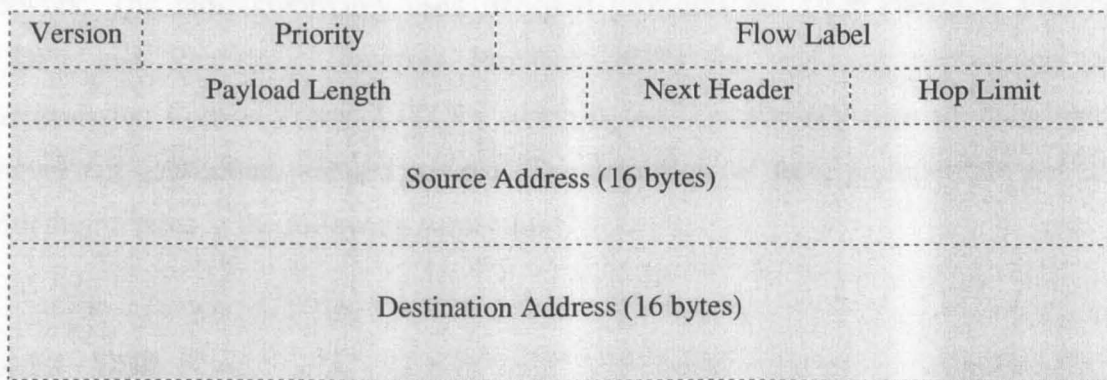 Version Priority Flow Label
Payload Length Next Header Hop Limit
Source Address (16 bytes)
Destination Address (16 bytes)